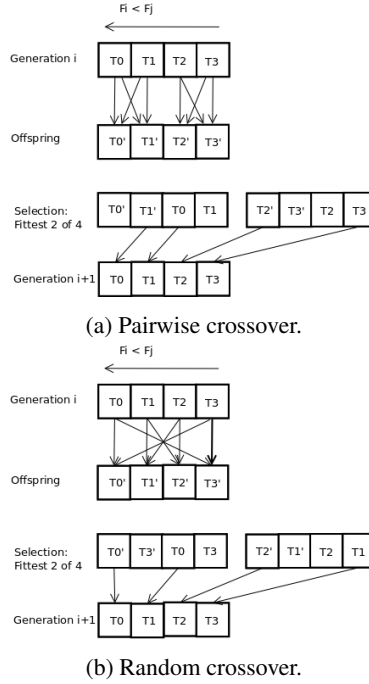 Fi < Fj
Generation i T0 T1 T2 T3
Offspring T0' T1' T2' T3'
Selection: T0' T1' T0 T1 T2' T3' T2 T3
Fittest 2 of 4
Generation i+1 T0 T1 T2 T3
(a) Pairwise crossover.
Fi < Fj
Generation i T0 T1 T2 T3
Offspring T0' T1' T2' T3'
Selection: T0' T3' T0 T3 T2' T1' T2 T1
Fittest 2 of 4
Generation i+1 T0 T1 T2 T3
(b) Random crossover.